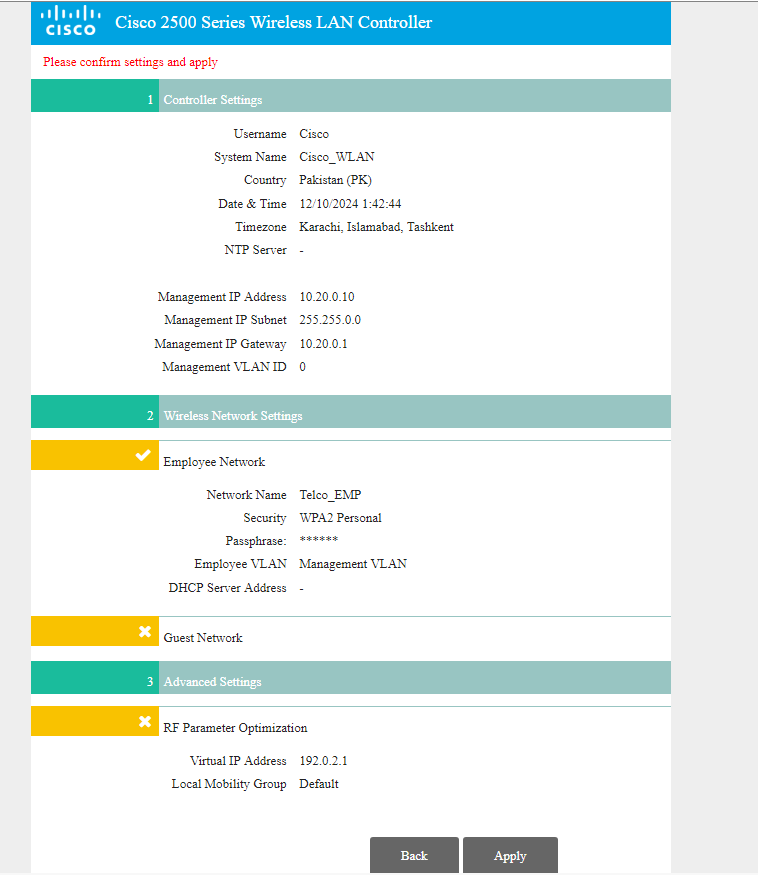 CISCO Cisco 2500 Series Wireless LAN Controller
Please confirm settings and apply
1 Controller Settings
Username Cisco
System Name Cisco_WLAN
Country Pakistan (PK)
Date & Time 12/10/2024 1:42:44
Timezone Karachi, Islamabad, Tashkent
NTP Server -
Management IP Address 10.20.0.10
Management IP Subnet 255.255.0.0
Management IP Gateway 10.20.0.1
Management VLAN ID 0
2 Wireless Network Settings
Employee Network
Network Name Telco_EMP
Security WPA2 Personal
Passphrase: ******
Employee VLAN Management VLAN
DHCP Server Address -
Guest Network
3 Advanced Settings
RF Parameter Optimization
Virtual IP Address 192.0.2.1
Local Mobility Group Default
Back Apply